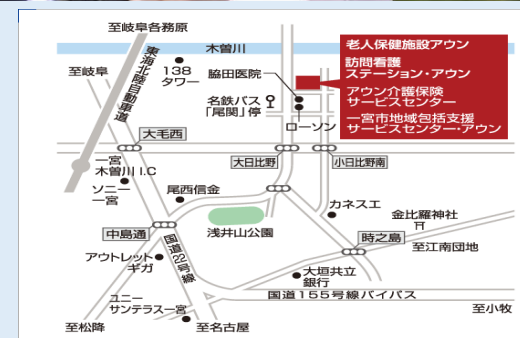 至岐阜各務原
木曽川
老人保健施設アウン
訪問看護
ステーション・アウン
アウン介護保険
サービスセンター
一宮市地域包括支援
サービスセンター・アウン
東海北陸自動車道
至岐阜
138
タワー
脇田医院
名鉄バス
「尾関」停
ローソン
大毛西
大日比野
小日比野南
一宮
木曽川 I.C
ソニー
一宮
尾西信金
カネスエ
金比羅神社
浅井山公園
中島通
時之島
至江南団地
アウトレット
ギガ
国道22号線
大垣共立
銀行
国道155号線バイパス
ユニー
サンテラス一宮
至小牧
至松降
至名古屋